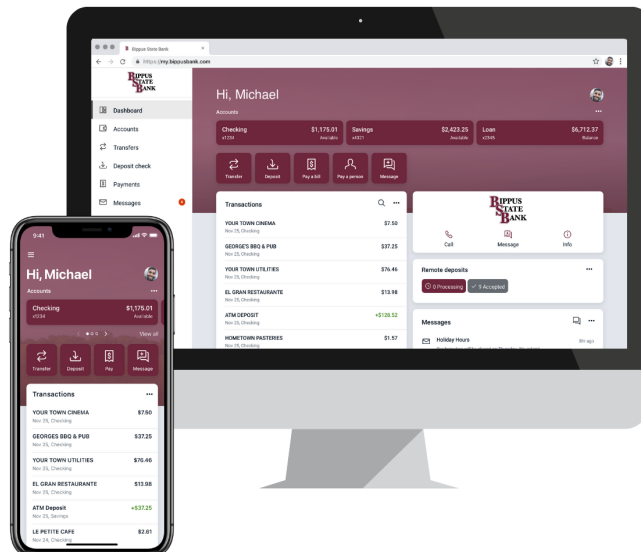 Bippus State Bank
https://my.bippusbank.com
BIPPUS
STATE
BANK
Dashboard
Accounts
Transfers
Deposit check
Payments
Messages
Hi, Michael
Accounts
Checking $1,175.01
x1234 Available
Savings $2,423.25
Available
Loan $6,712.37
Balance
Transfer
Deposit
Pay a bill
Pay a person
Message
Transactions
YOUR TOWN CINEMA $7.50
Nov 25, Checking
GEORGE'S BBQ & PUB $37.25
Nov 25, Checking
YOUR TOWN UTILITIES $76.46
Nov 25, Checking
EL GRAN RESTAURANTE $13.98
Nov 25, Checking
ATM DEPOSIT +$128.52
Nov 25, Checking
HOMETOWN PASTERIES $1.57
Nov 25, Checking
BIPPUS
STATE
BANK
Call
Message
Info
Remote deposits
0 Processing
9 Accepted
Messages
Holiday Hours 8hr ago
9:41
Hi, Michael
Accounts
Checking $1,175.01
x1234 Available
View all
Transfer
Deposit
Pay
Message
Transactions
YOUR TOWN CINEMA $7.50
Nov 25, Checking
GEORGES BBQ & PUB $37.25
Nov 25, Checking
YOUR TOWN UTILITIES $76.46
Nov 25, Checking
EL GRAN RESTAURANTE $13.98
Nov 25, Checking
ATM Deposit +$37.25
Nov 25, Savings
LE PETITE CAFE $2.61
Nov 24, Checking